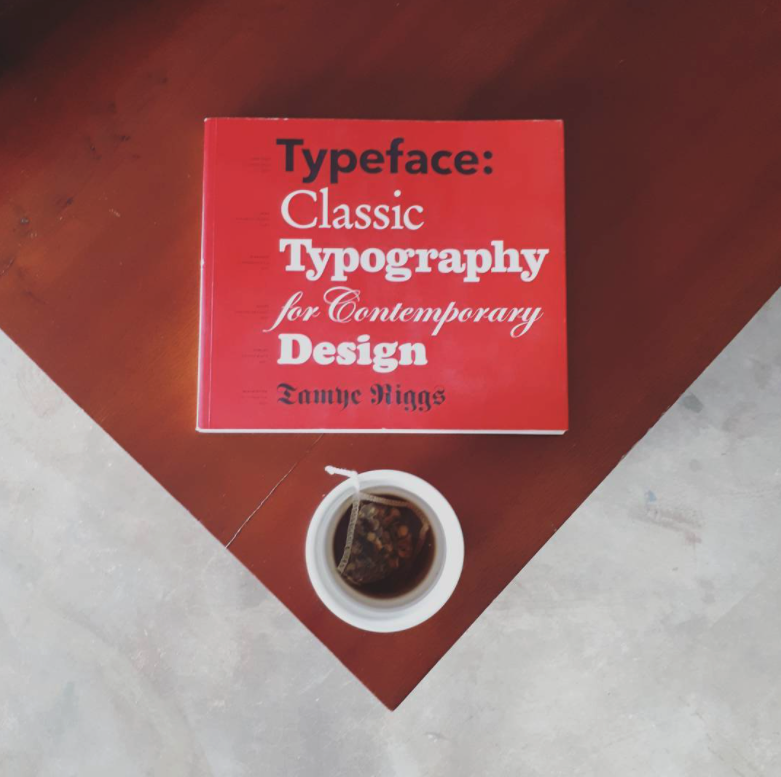 Typeface:
Classic
Typography
for Contemporary
Design
Tamye Riggs